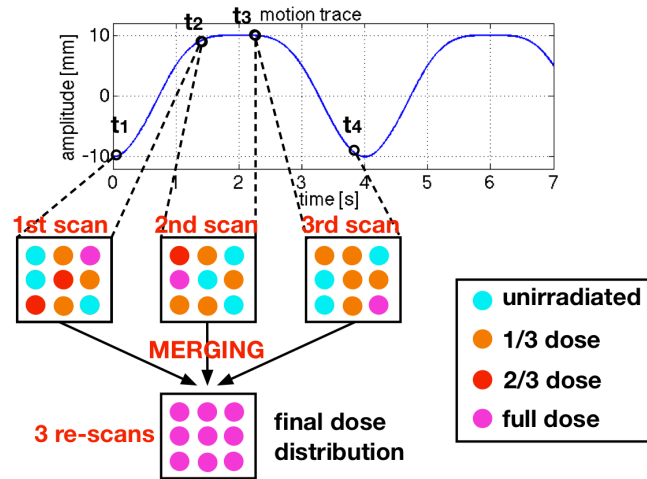 motion trace
t1
t2
t3
t4
amplitude [mm]
10
0
-10
0
1
2
3
4
5
6
7
time [s]
1st scan
2nd scan
3rd scan
MERGING
3 re-scans
final dose
distribution
unirradiated
1/3 dose
2/3 dose
full dose